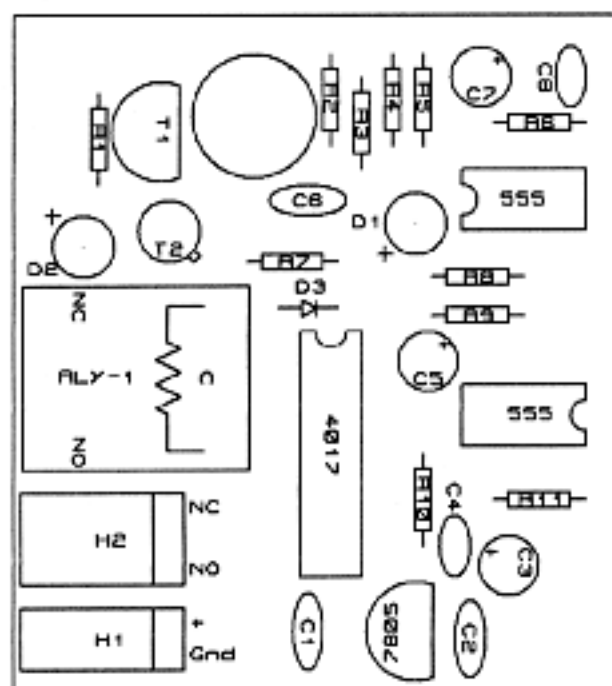 C7
C8
R1
T1
R2
R3
R4
R5
R6
C6
D1
+
555
D2
+
T2
R7
D3
R8
R9
NC
RLY-1
C
NO
4017
C5
+
555
R10
C4
R11
C3
+
H2
NC
NO
H1
+
Gnd
C1
7805
C2